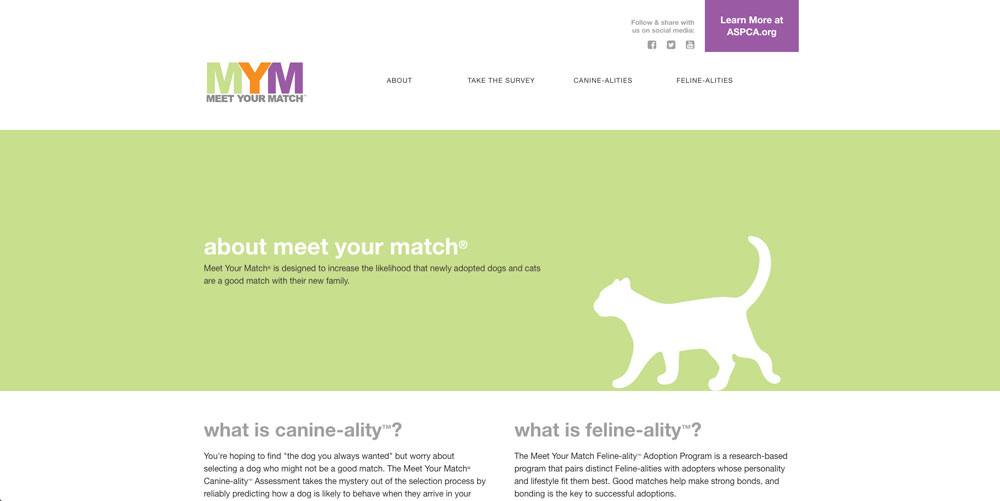 Follow & share with
us on social media:
Learn More at
ASPCA.org
MYM
MEET YOUR MATCH™
ABOUT
TAKE THE SURVEY
CANINE-ALITIES
FELINE-ALITIES
about meet your match®
Meet Your Match® is designed to increase the likelihood that newly adopted dogs and cats
are a good match with their new family.
what is canine-ality™?
You're hoping to find "the dog you always wanted" but worry about
selecting a dog who might not be a good match. The Meet Your Match®
Canine-ality™ Assessment takes the mystery out of the selection process by
reliably predicting how a dog is likely to behave when they arrive in your
what is feline-ality™?
The Meet Your Match Feline-ality™ Adoption Program is a research-based
program that pairs distinct Feline-alities with adopters whose personality
and lifestyle fit them best. Good matches help make strong bonds, and
bonding is the key to successful adoptions.